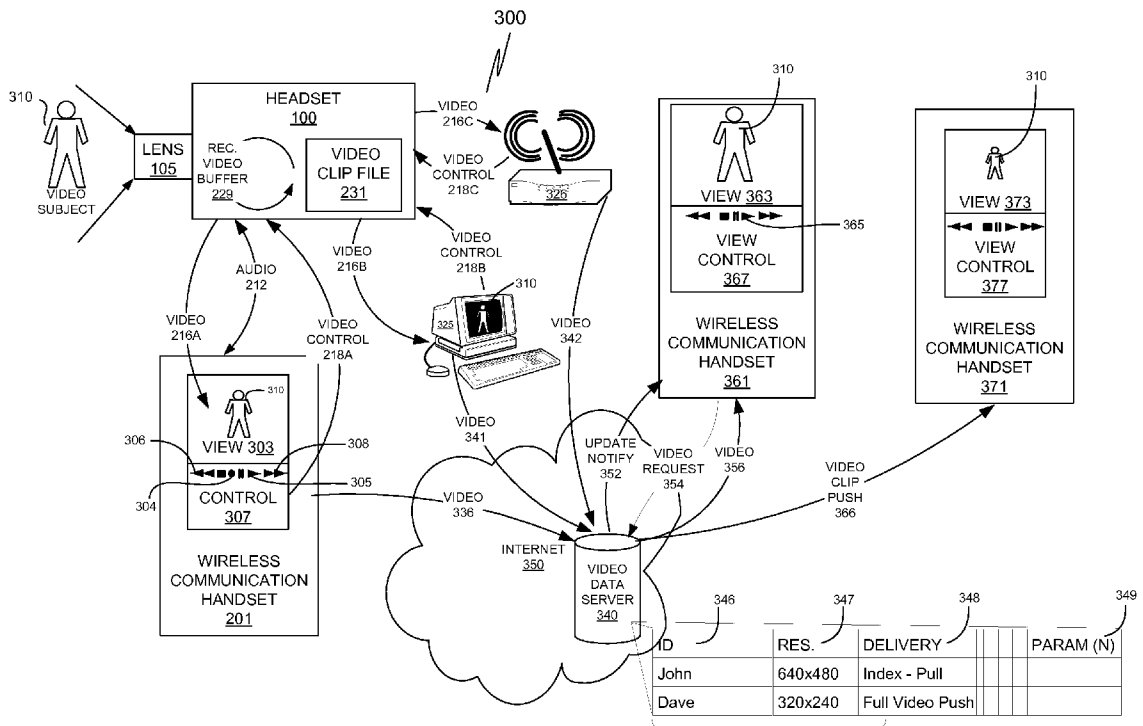 300
310
VIDEO
SUBJECT
LENS
105
HEADSET
100
REC.
VIDEO
BUFFER
229
VIDEO
CLIP FILE
231
VIDEO
216C
VIDEO
CONTROL
218C
326
VIDEO
216B
VIDEO
CONTROL
218B
310
325
AUDIO
212
VIDEO
216A
VIDEO
CONTROL
218A
310
VIEW 303
306
308
304
305
CONTROL
307
WIRELESS
COMMUNICATION
HANDSET
201
VIDEO
336
VIDEO
341
VIDEO
342
INTERNET
350
VIDEO
DATA
SERVER
340
UPDATE
NOTIFY
352
VIDEO
REQUEST
354
VIDEO
356
VIDEO
CLIP
PUSH
366
310
VIEW 363
365
VIEW
CONTROL
367
WIRELESS
COMMUNICATION
HANDSET
361
310
VIEW 373
VIEW
CONTROL
377
WIRELESS
COMMUNICATION
HANDSET
371
346 347 348 349
ID RES. DELIVERY PARAM (N)
John 640x480 Index - Pull
Dave 320x240 Full Video Push